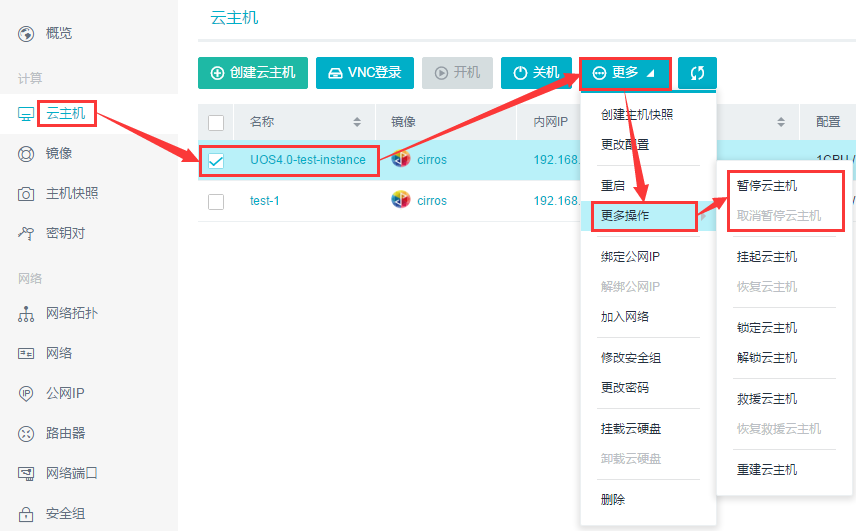 云主机
概览
计算
云主机
镜像
主机快照
密钥对
网络
网络拓扑
网络
公网IP
路由器
网络端口
安全组
创建云主机 VNC登录 开机 关机 更多
名称 镜像 内网IP 配置
UOS4.0-test-instance cirros 192.168. 1CPU /
test-1 cirros 192.168.
创建主机快照
更改配置
重启
更多操作
绑定公网IP
解绑公网IP
加入网络
修改安全组
更改密码
挂载云硬盘
卸载云硬盘
删除
暂停云主机
取消暂停云主机
挂起云主机
恢复云主机
锁定云主机
解锁云主机
救援云主机
恢复救援云主机
重建云主机